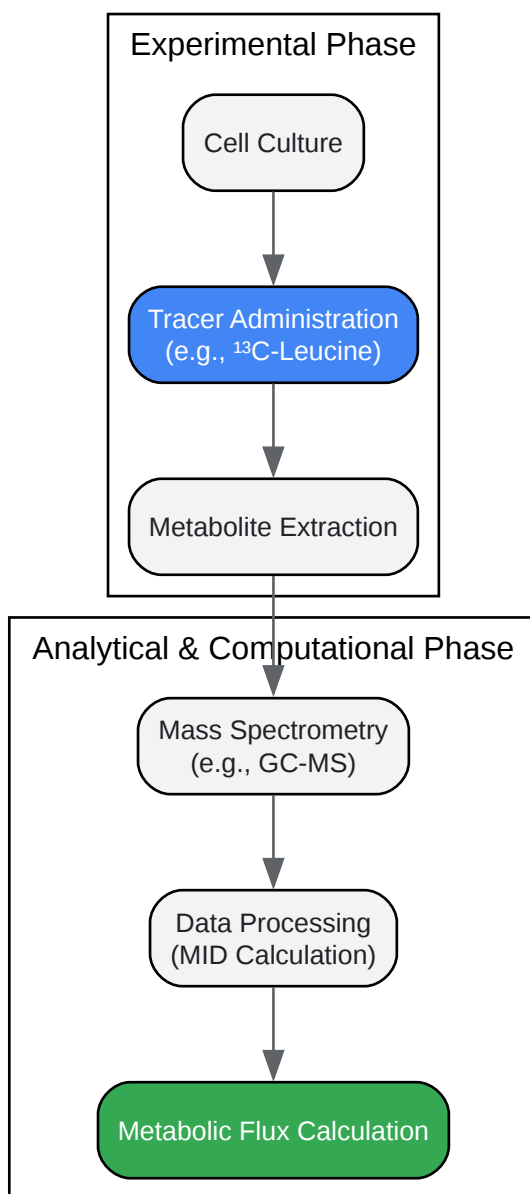 Experimental Phase
Cell Culture
Tracer Administration
(e.g., ¹³C-Leucine)
Metabolite Extraction
Analytical & Computational Phase
Mass Spectrometry
(e.g., GC-MS)
Data Processing
(MID Calculation)
Metabolic Flux Calculation